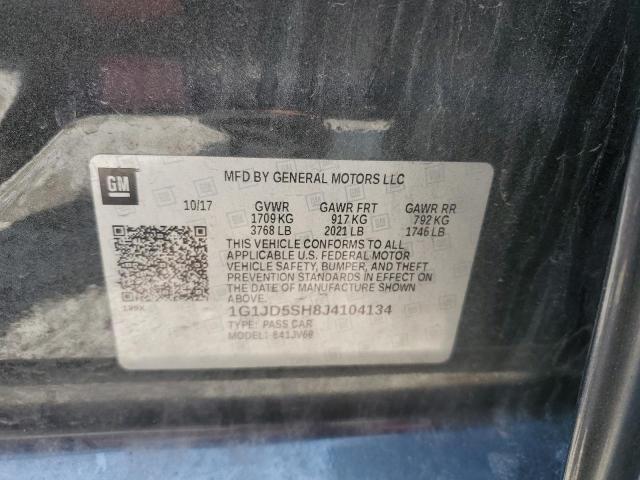 GM
MFD BY GENERAL MOTORS LLC
10/17 GVWR GAWR FRT GAWR RR
1709 KG 917 KG 792 KG
3768 LB 2021 LB 1746 LB
THIS VEHICLE CONFORMS TO ALL
APPLICABLE U.S. FEDERAL MOTOR
VEHICLE SAFETY, BUMPER, AND THEFT
PREVENTION STANDARDS IN EFFECT ON
THE DATE OF MANUFACTURE SHOWN
ABOVE.
1G1JD5SH8J4104134
TYPE: PASS CAR
MODEL: